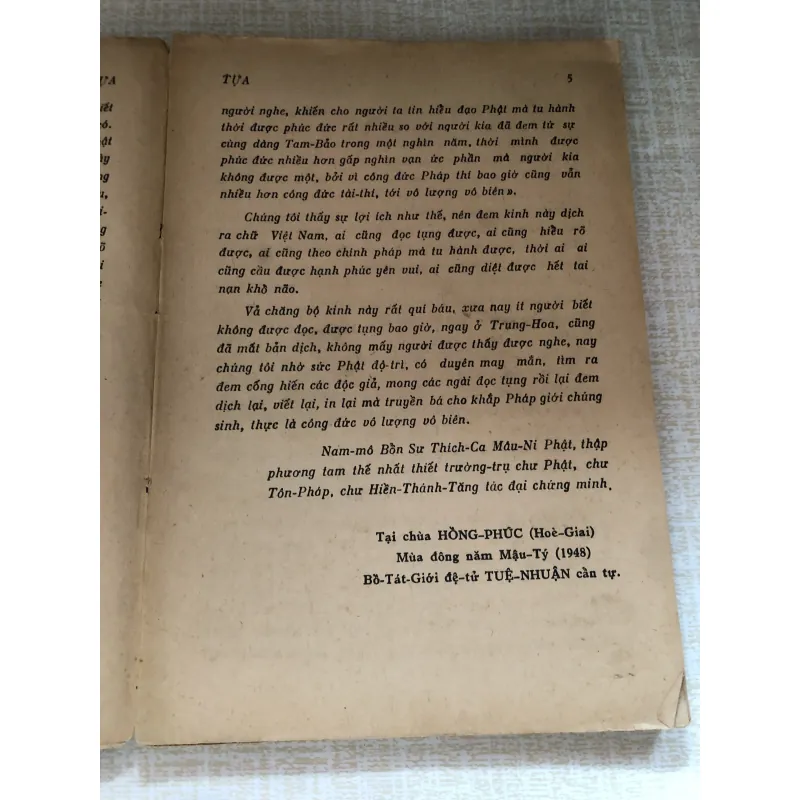 ỰA
iết
ó.
hật
ày
ng
u,
i-
ng
õ
ai
i
c
TỰA 5
người nghe, khiến cho người ta tin hiểu đạo Phật mà tu hành
thời được phúc đức rất nhiều so với người kia đã đem tứ sự
cúng dàng Tam-Bảo trong một nghìn năm, thời mình được
phúc đức nhiều hơn gấp nghìn vạn ức phần mà người kia
không được một, bởi vì công đức Pháp thí bao giờ cũng vẫn
nhiều hơn công đức tài-thí, tới vô lượng vô biên».
Chúng tôi thấy sự lợi ích như thế, nên đem kinh này dịch
ra chữ Việt Nam, ai cũng đọc tụng được, ai cũng hiểu rõ
được, ai cũng theo chính pháp mà tu hành được, thời ai ai
cũng cầu được hạnh phúc yên vui, ai cũng diệt được hết tai
nạn khổ não.
Vả chăng bộ kinh này rất quí báu, xưa nay ít người biết
không được đọc, được tụng bao giờ, ngay ở Trung-Hoa, cũng
đã mất bản dịch, không mấy người được thấy được nghe, nay
chúng tôi nhờ sức Phật độ-trì, có duyên may mắn, tìm ra
đem cống hiến các độc giả, mong các ngài đọc tụng rồi lại đem
dịch lại, viết lại, in lại mà truyền bá cho khắp Pháp giới chúng
sinh, thực là công đức vô lượng vô biên.
Nam-mô Bồn Sư Thích-Ca Mâu-Ni Phật, thập
phương tam thế nhất thiết trường-trụ chư Phật, chư
Tôn-Pháp, chư Hiền-Thánh-Tăng tác đại chứng minh.
Tại chùa HỒNG-PHÚC (Hoè-Giai)
Mùa đông năm Mậu-Tý (1948)
Bồ-Tát-Giới đệ-tử TUỆ-NHUẬN cẩn tự.